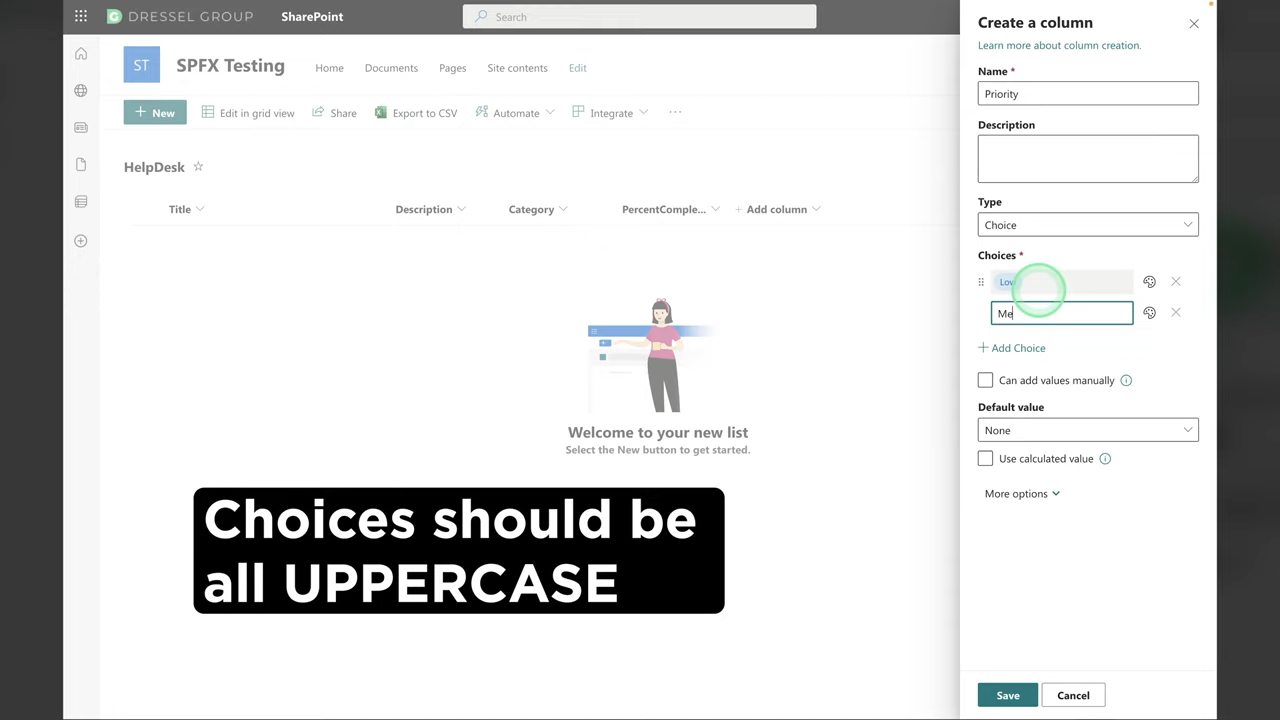 DRESSEL GROUP
SharePoint
Search
ST
SPFX Testing
Home
Documents
Pages
Site contents
Edit
New
Edit in grid view
Share
Export to CSV
Automate
Integrate
HelpDesk
Title
Description
Category
PercentComple...
Add column
Welcome to your new list
Select the New button to get started.
Choices should be
all UPPERCASE
Create a column
Learn more about column creation.
Name *
Priority
Description
Type
Choice
Choices *
Low
Me
Add Choice
Can add values manually
Default value
None
Use calculated value
More options
Save
Cancel